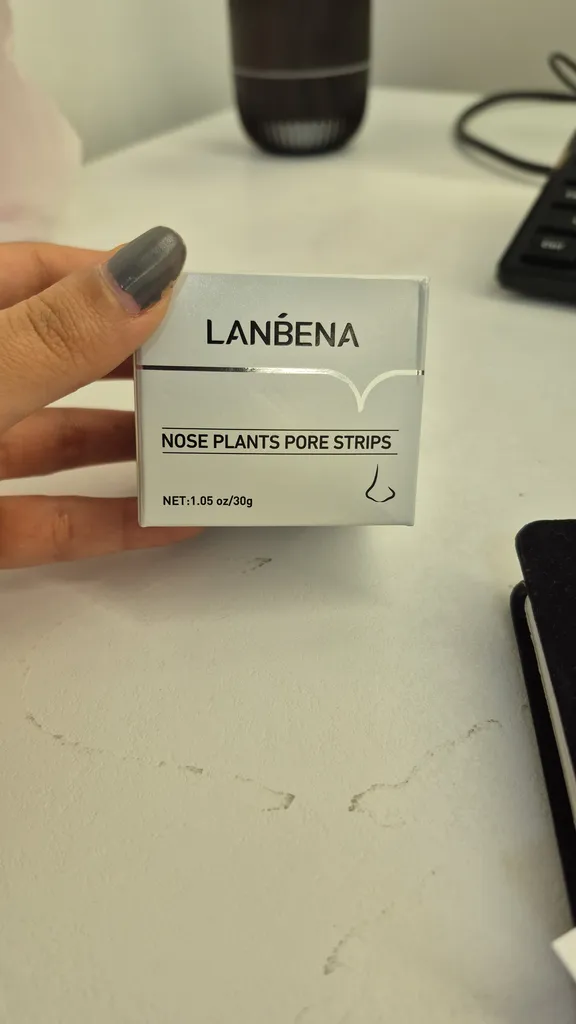 LANBENA
NOSE PLANTS PORE STRIPS
NET:1.05 oz/30g